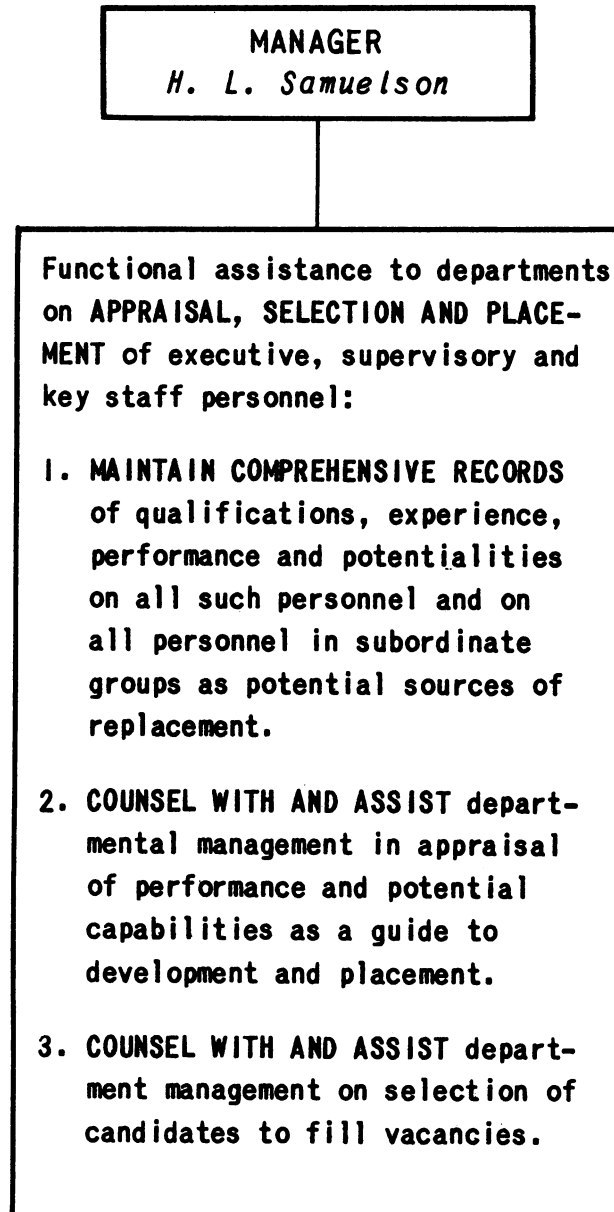 MANAGER
H. L. Samuelson
Functional assistance to departments
on APPRAISAL, SELECTION AND PLACE-
MENT of executive, supervisory and
key staff personnel:
1. MAINTAIN COMPREHENSIVE RECORDS
of qualifications, experience,
performance and potentialities
on all such personnel and on
all personnel in subordinate
groups as potential sources of
replacement.
2. COUNSEL WITH AND ASSIST depart-
mental management in appraisal
of performance and potential
capabilities as a guide to
development and placement.
3. COUNSEL WITH AND ASSIST depart-
ment management on selection of
candidates to fill vacancies.